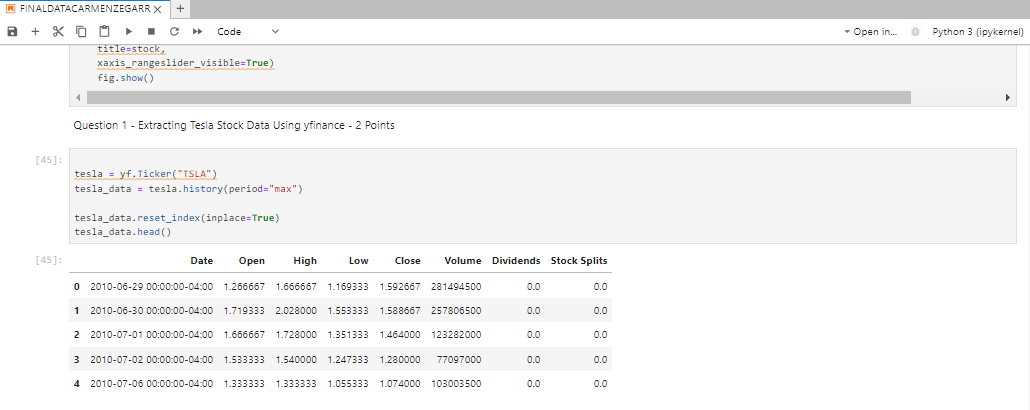 FINALDATACARMENZEGARR
Code
Open in...
Python 3 (ipykernel)
title=stock,
xaxis_rangeslider_visible=True)
fig.show()
Question 1 - Extracting Tesla Stock Data Using yfinance - 2 Points
[45]:
tesla = yf.Ticker("TSLA")
tesla_data = tesla.history(period="max")
tesla_data.reset_index(inplace=True)
tesla_data.head()
[45]:
Date Open High Low Close Volume Dividends Stock Splits
0 2010-06-29 00:00:00-04:00 1.266667 1.666667 1.169333 1.592667 281494500 0.0 0.0
1 2010-06-30 00:00:00-04:00 1.719333 2.028000 1.553333 1.588667 257806500 0.0 0.0
2 2010-07-01 00:00:00-04:00 1.666667 1.728000 1.351333 1.464000 123282000 0.0 0.0
3 2010-07-02 00:00:00-04:00 1.533333 1.540000 1.247333 1.280000 77097000 0.0 0.0
4 2010-07-06 00:00:00-04:00 1.333333 1.333333 1.055333 1.074000 103003500 0.0 0.0